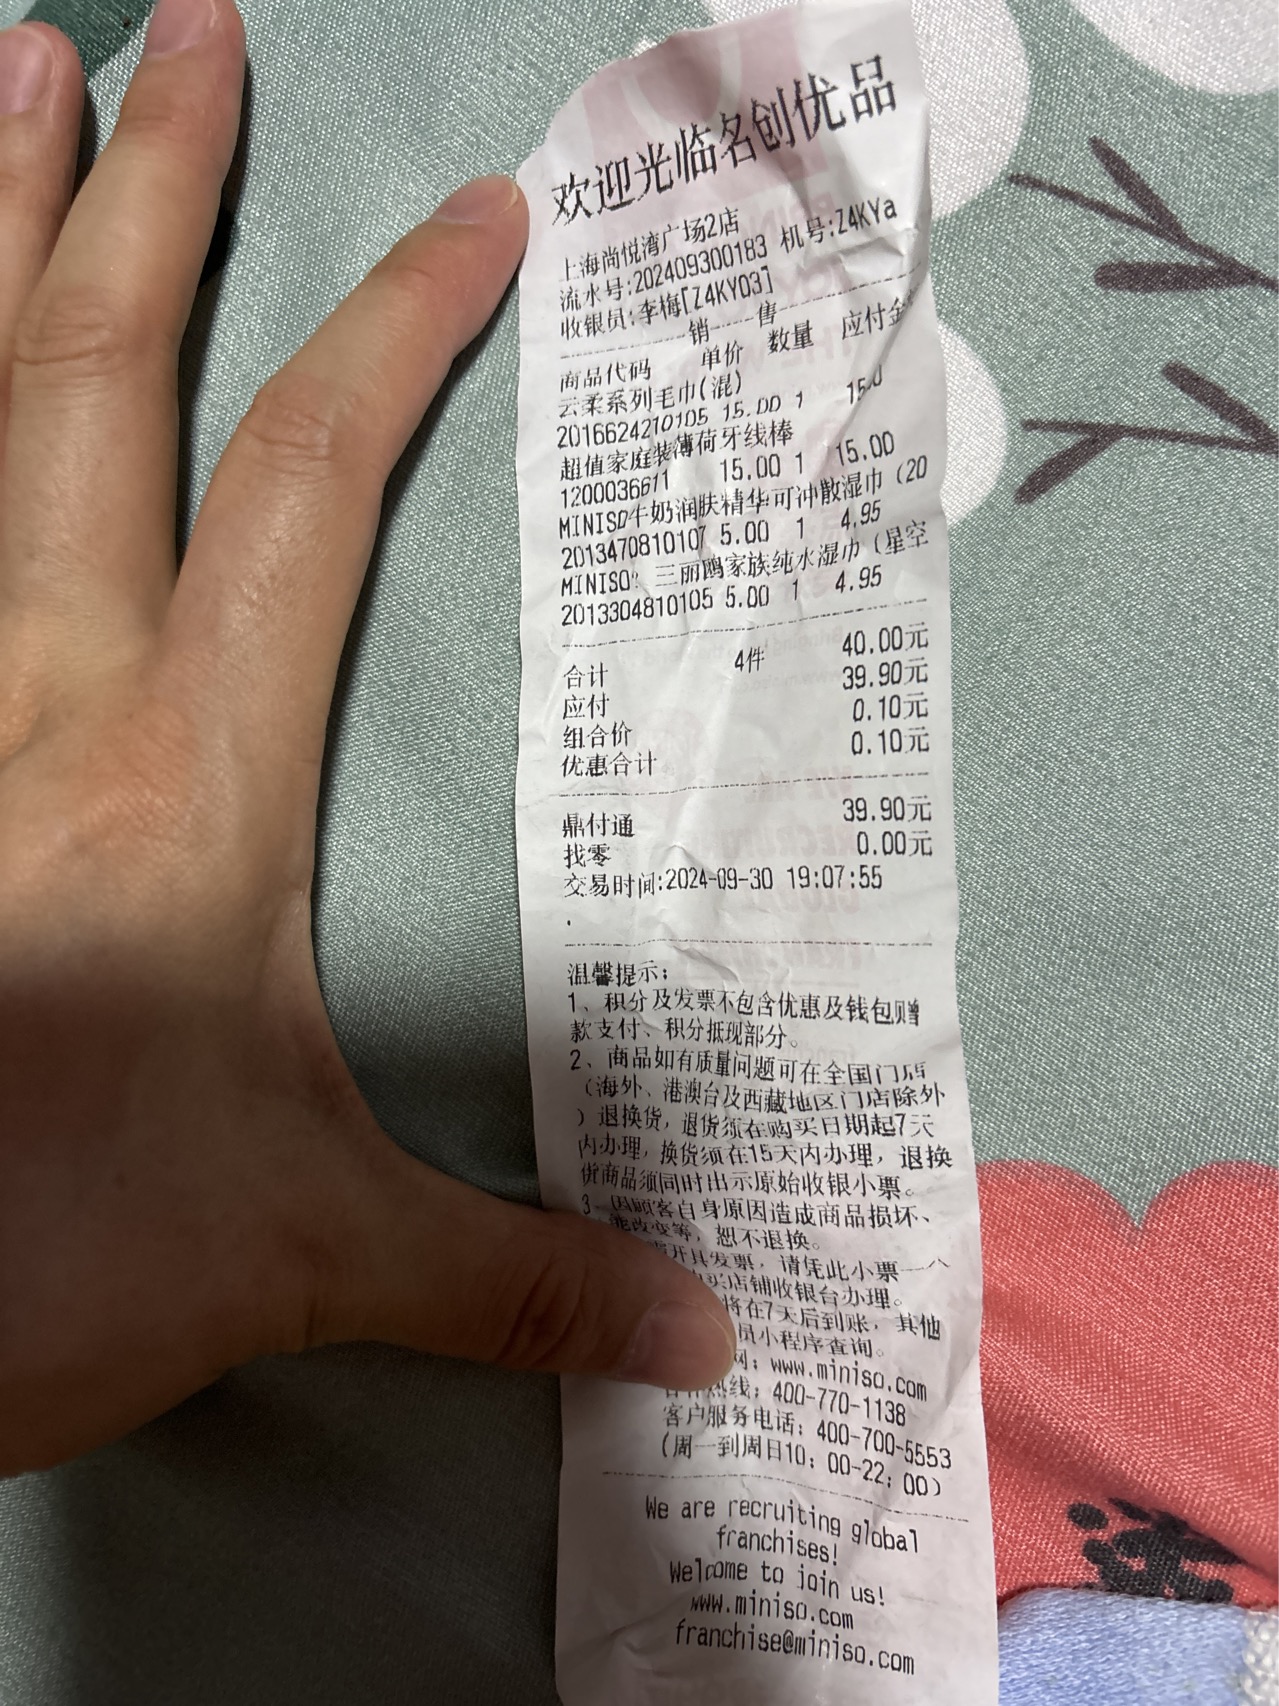 欢迎光临名创优品
上海尚悦湾广场2店
流水号:202409300183 机号:Z4KYa
收银员:李梅[Z4KY03]
销 售
商品代码 单价 数量 应付金
云柔系列毛巾(混)
2016624210105 15.00 1 15.0
超值家庭装薄荷牙线棒
1200036611 15.00 1 15.00
MINISO牛奶润肤精华可冲散湿巾（20
2013470810107 5.00 1 4.95
MINISO? 三丽鸥家族纯水湿巾（星空
2013304810105 5.00 1 4.95
合计 4件 40.00元
应付 39.90元
组合价 0.10元
优惠合计 0.10元
鼎付通 39.90元
找零 0.00元
交易时间:2024-09-30 19:07:55
.
温馨提示：
1、积分及发票不包含优惠及钱包赠
款支付、积分抵现部分。
2、商品如有质量问题可在全国门店
（海外、港澳台及西藏地区门店除外
）退换货，退货须在购买日期起7天
内办理，换货须在15天内办理，退换
货商品须同时出示原始收银小票。
3、因顾客自身原因造成商品损坏、
能改变等，恕不退换。
需开具发票，请凭此小票一
买店铺收银台办理。
将在7天后到账，其他
员小程序查询。
网：www.miniso.com
热线：400-770-1138
客户服务电话：400-700-5553
(周一到周日10：00-22：00)
We are recruiting global
franchises!
Welcome to join us!
www.miniso.com
franchise@miniso.com